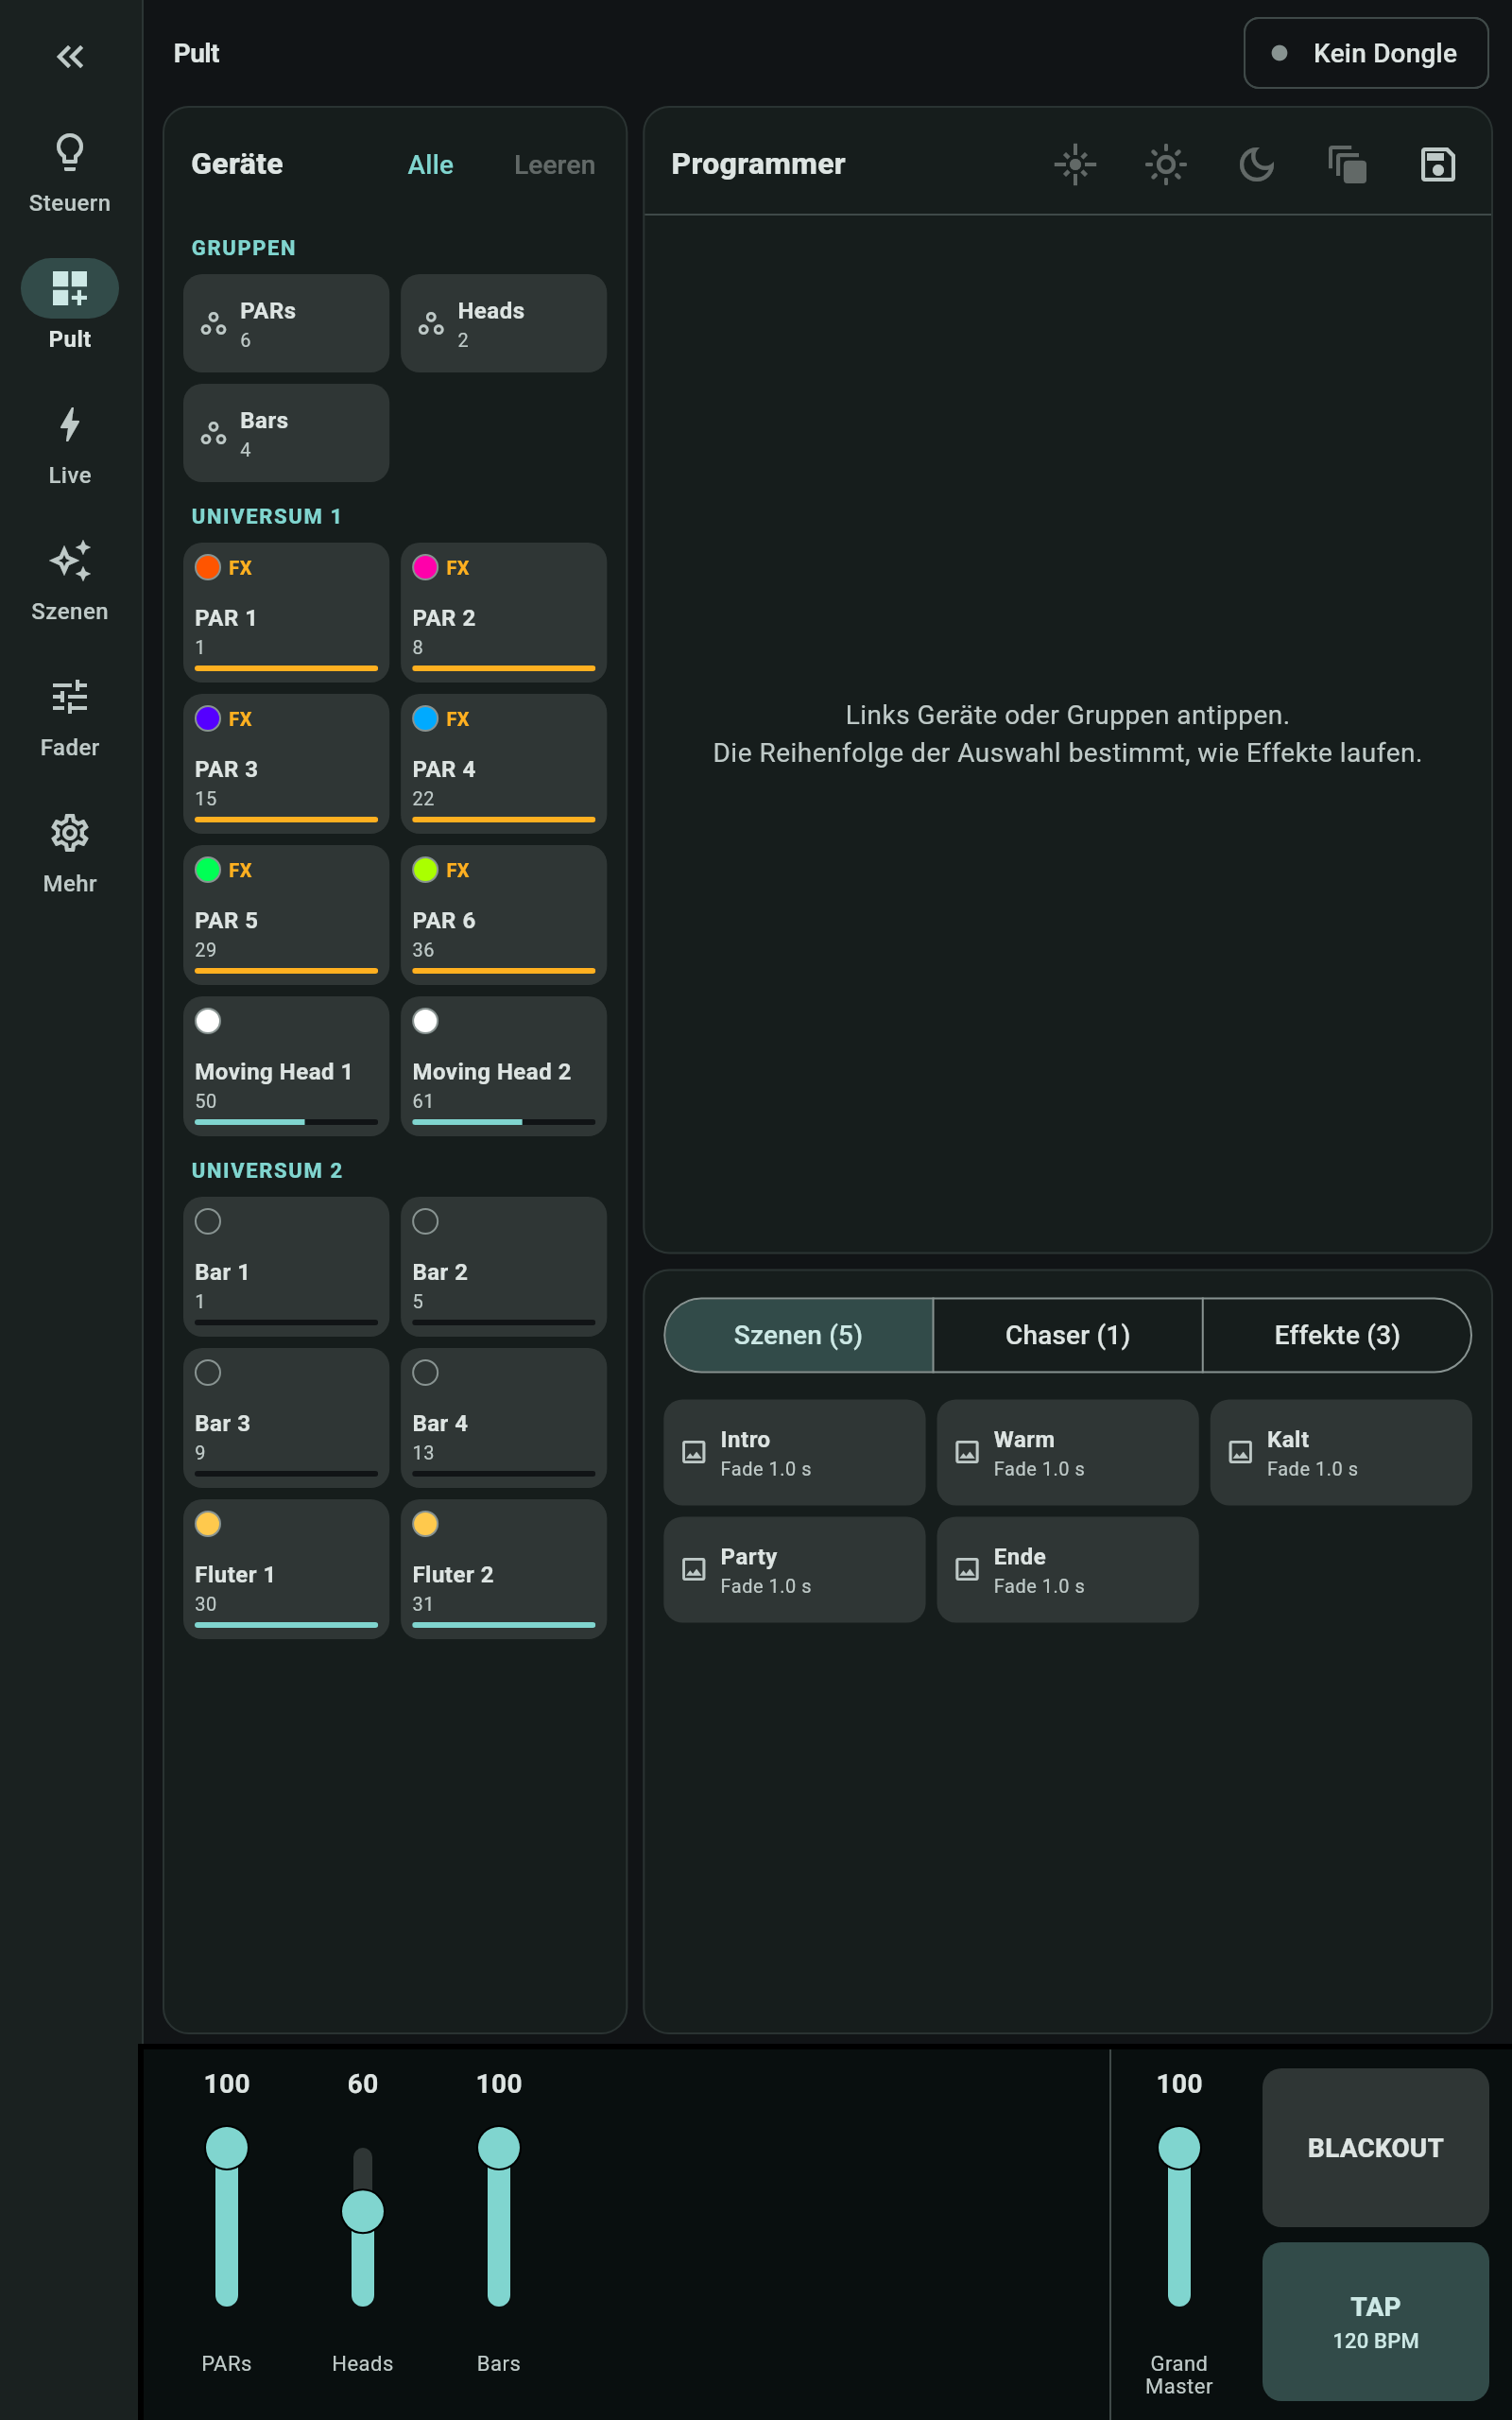 Pult
Kein Dongle
Steuern
Pult
Live
Szenen
Fader
Mehr
Geräte
Alle
Leeren
GRUPPEN
PARs
6
Heads
2
Bars
4
UNIVERSUM 1
FX
PAR 1
1
FX
PAR 2
8
FX
PAR 3
15
FX
PAR 4
22
FX
PAR 5
29
FX
PAR 6
36
Moving Head 1
50
Moving Head 2
61
UNIVERSUM 2
Bar 1
1
Bar 2
5
Bar 3
9
Bar 4
13
Fluter 1
30
Fluter 2
31
Programmer
Links Geräte oder Gruppen antippen.
Die Reihenfolge der Auswahl bestimmt, wie Effekte laufen.
Szenen (5)
Chaser (1)
Effekte (3)
Intro
Fade 1.0 s
Warm
Fade 1.0 s
Kalt
Fade 1.0 s
Party
Fade 1.0 s
Ende
Fade 1.0 s
100
PARs
60
Heads
100
Bars
100
Grand
Master
BLACKOUT
TAP
120 BPM